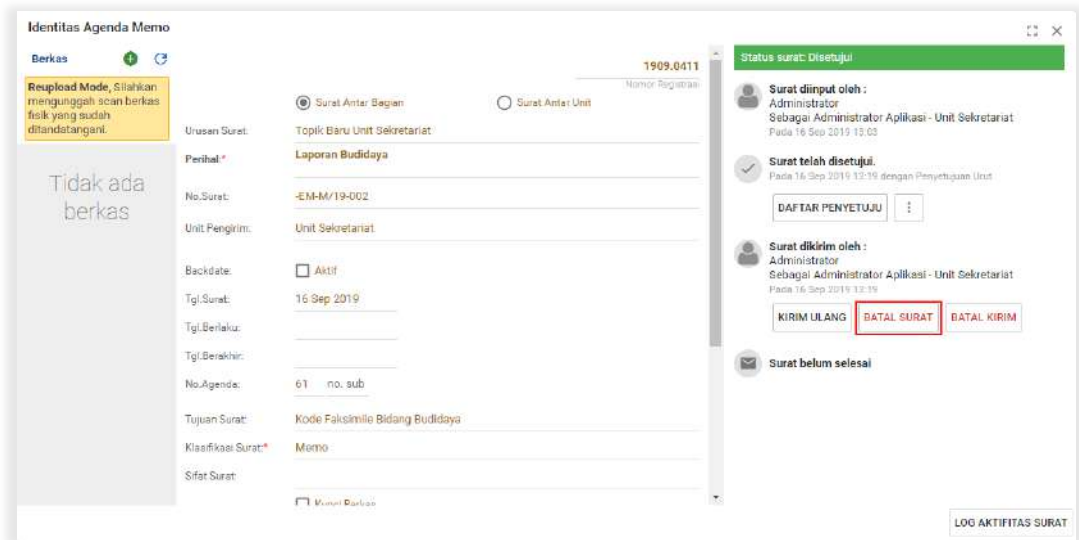 Identitas Agenda Memo
Berkas
Reupload Mode, Silahkan
mengunggah scan berkas
fisik yang sudah
ditandatangani.
Tidak ada
berkas
1909.0411
Nomor Registrasi
Surat Antar Bagian
Surat Antar Unit
Urusan Surat:
Topik Baru Unit Sekretariat
Perihal:*
Laporan Budidaya
No.Surat:
-EM-M/19-002
Unit Pengirim:
Unit Sekretariat
Backdate:
Aktif
Tgl.Surat:
16 Sep 2019
Tgl.Berlaku:
Tgl.Berakhir:
No.Agenda:
61 no. sub
Tujuan Surat:
Kode Faksimile Bidang Budidaya
Klasifikasi Surat:*
Memo
Sifat Surat:
Kunci Berkas
Status surat: Disetujui
Surat diinput oleh :
Administrator
Sebagai Administrator Aplikasi - Unit Sekretariat
Pada 16 Sep 2019 13:03
Surat telah disetujui.
Pada 16 Sep 2019 13:19 dengan Penyetujuan Urut
DAFTAR PENYETUJU
Surat dikirim oleh :
Administrator
Sebagai Administrator Aplikasi - Unit Sekretariat
Pada 16 Sep 2019 13:19
KIRIM ULANG
BATAL SURAT
BATAL KIRIM
Surat belum selesai
LOG AKTIFITAS SURAT